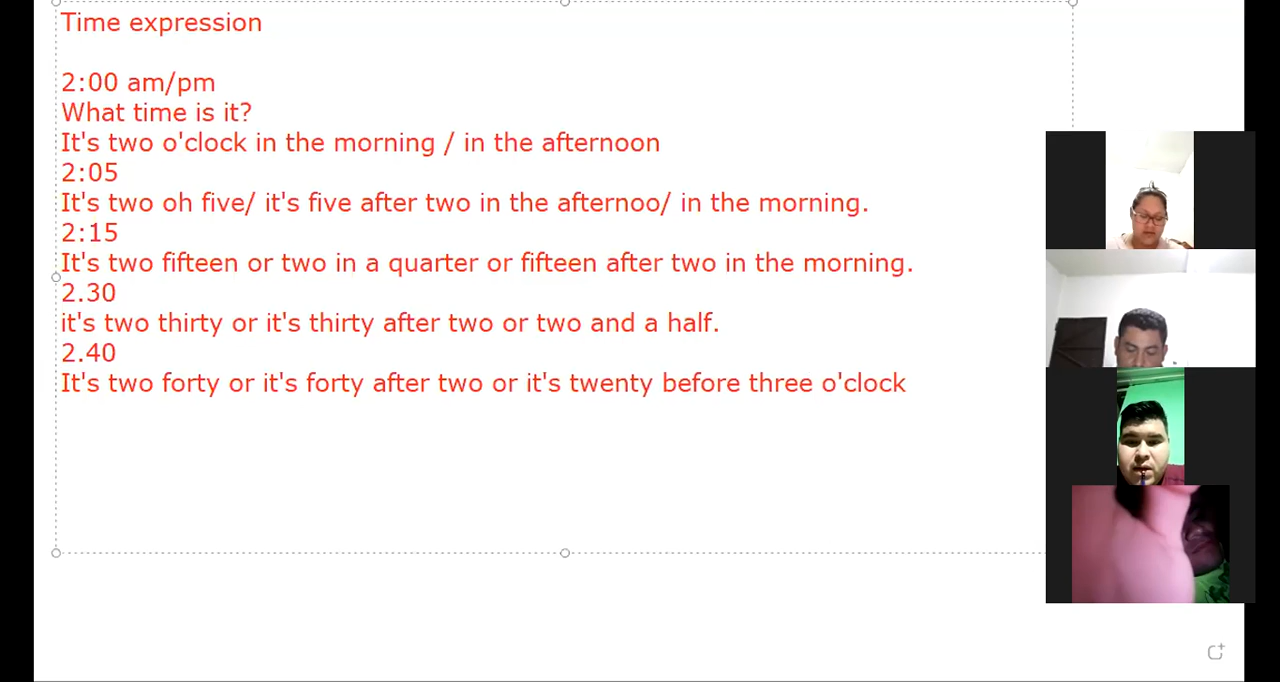 Time expression
2:00 am/pm
What time is it?
It's two o'clock in the morning / in the afternoon
2:05
It's two oh five/ it's five after two in the afternoo/ in the morning.
2:15
It's two fifteen or two in a quarter or fifteen after two in the morning.
2.30
it's two thirty or it's thirty after two or two and a half.
2.40
It's two forty or it's forty after two or it's twenty before three o'clock